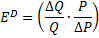 E^D = (ΔQ/Q · P/ΔP)